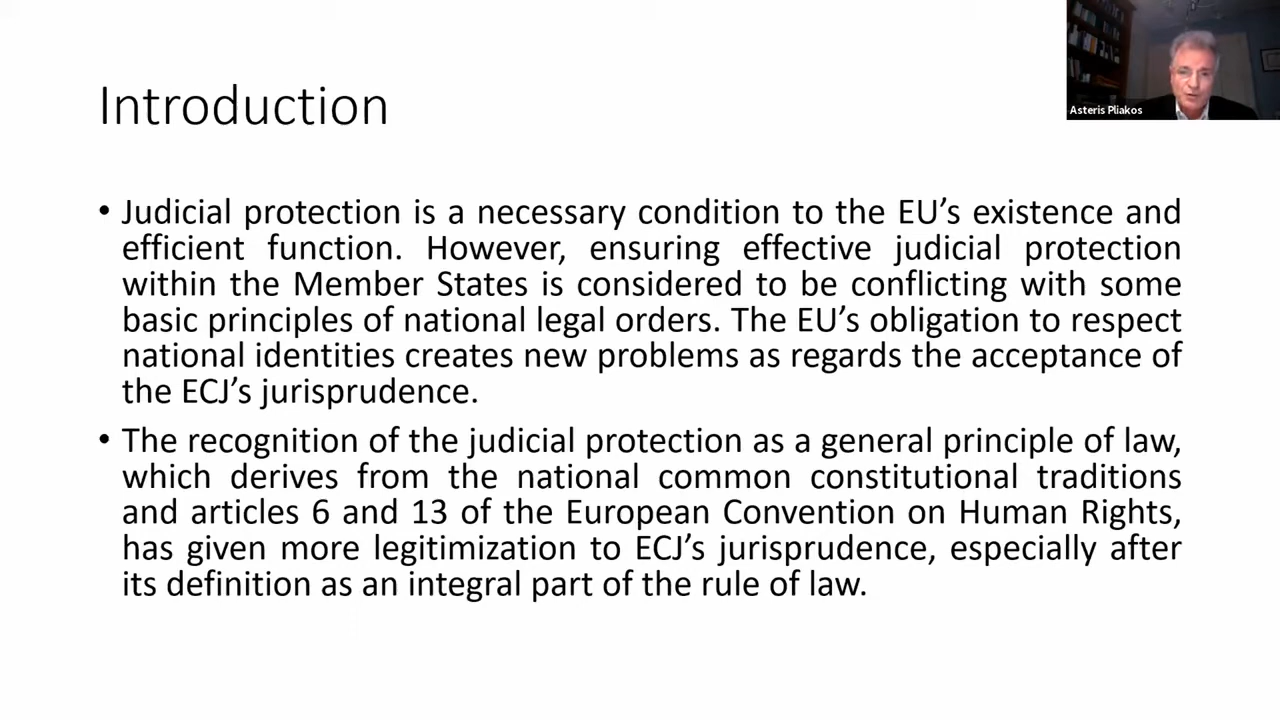 Introduction
Asteris Pliakos
• Judicial protection is a necessary condition to the EU’s existence and
efficient function. However, ensuring effective judicial protection
within the Member States is considered to be conflicting with some
basic principles of national legal orders. The EU’s obligation to respect
national identities creates new problems as regards the acceptance of
the ECJ’s jurisprudence.
• The recognition of the judicial protection as a general principle of law,
which derives from the national common constitutional traditions
and articles 6 and 13 of the European Convention on Human Rights,
has given more legitimization to ECJ’s jurisprudence, especially after
its definition as an integral part of the rule of law.